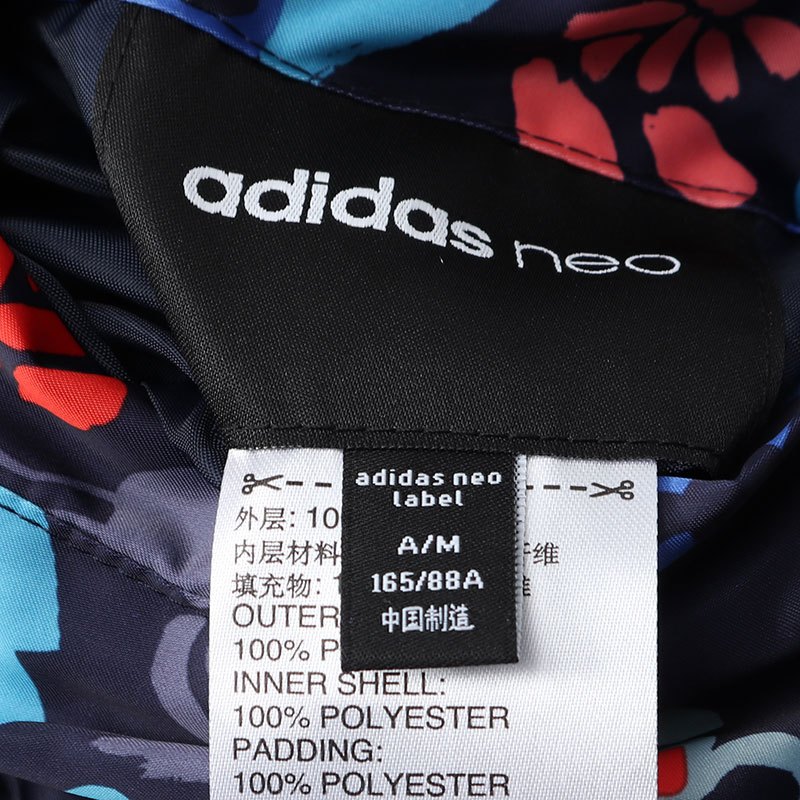 adidas neo
adidas neo
label
A/M
165/88A
中国制造
外层: 10
内层材料
纤维
填充物: 1
维
OUTER
100% P
INNER SHELL:
100% POLYESTER
PADDING:
100% POLYESTER